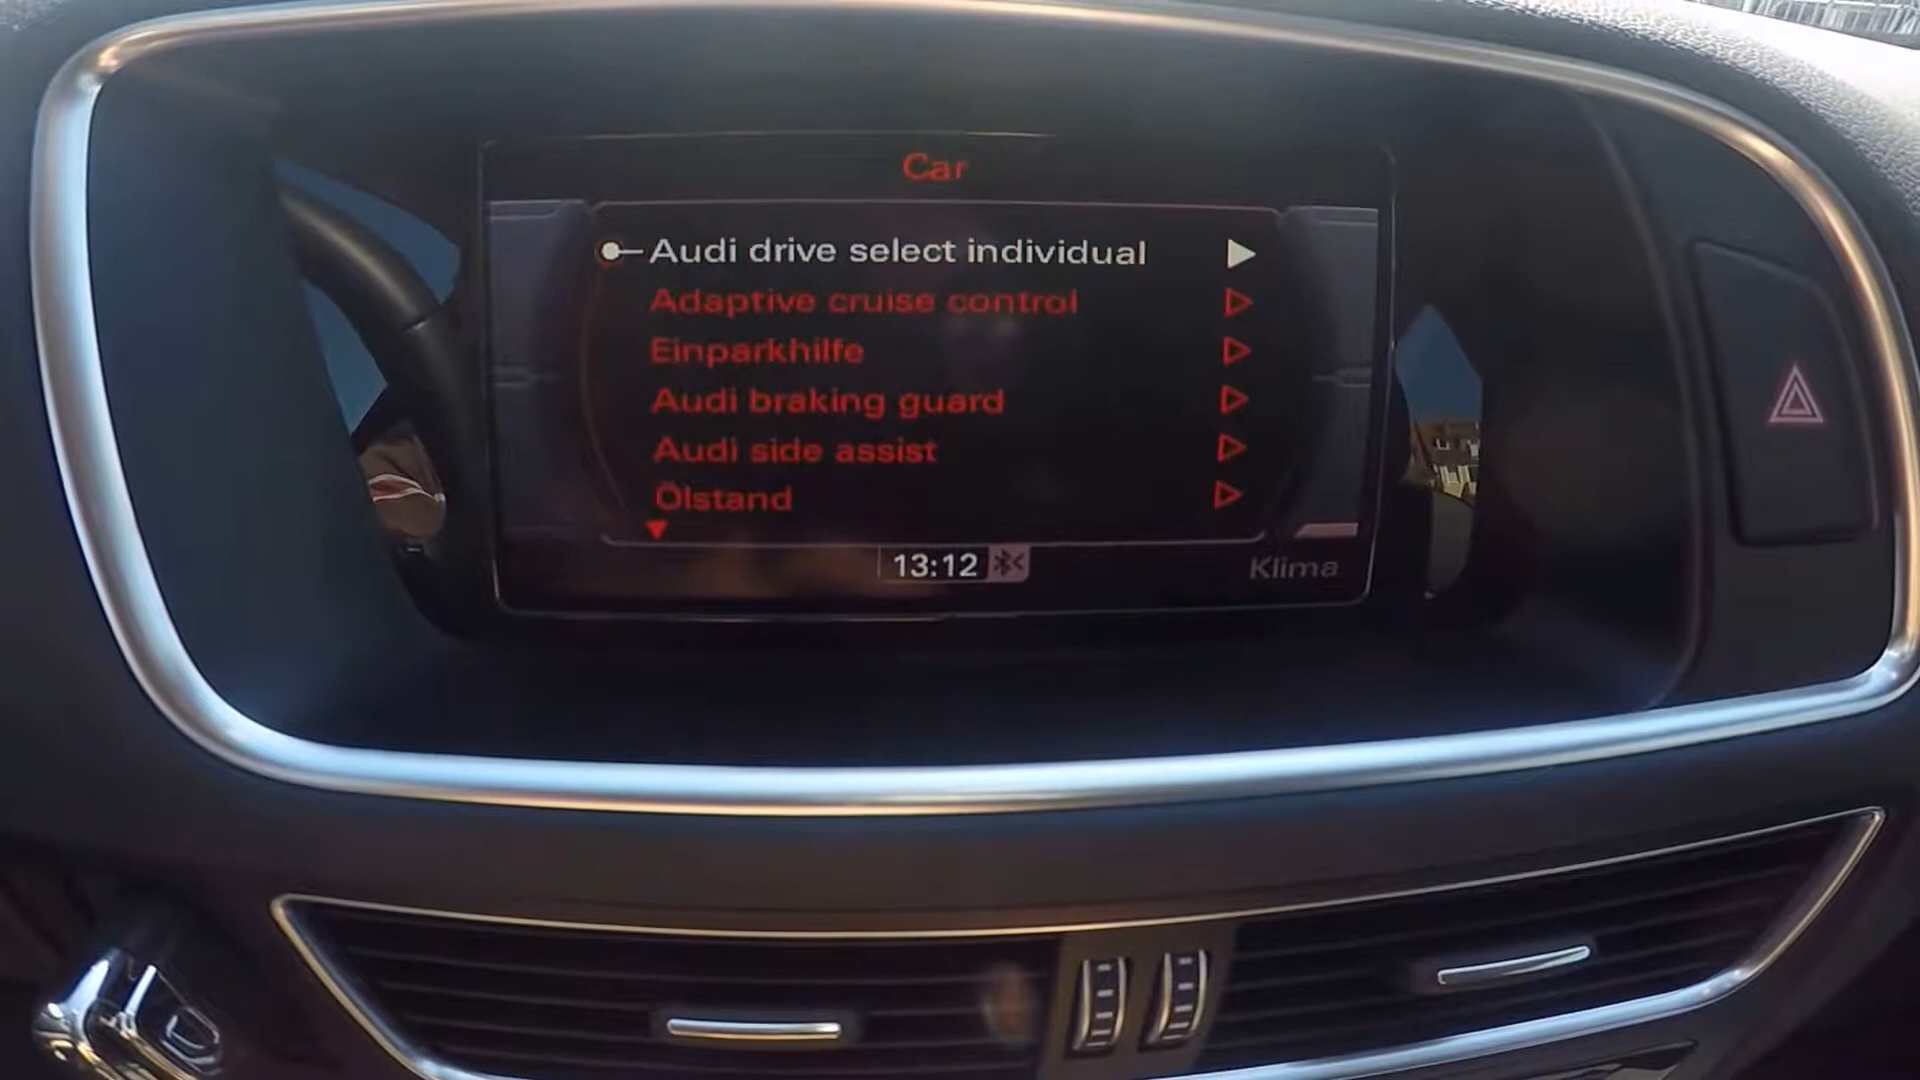 Car
Audi drive select individual
Adaptive cruise control
Einparkhilfe
Audi braking guard
Audi side assist
Ölstand
13:12
Klima